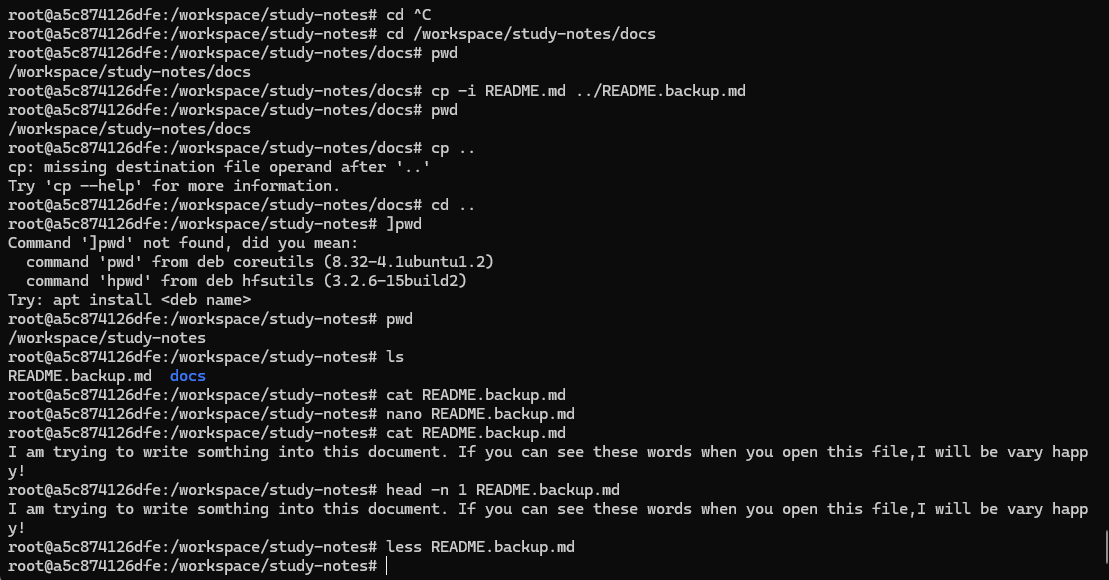 root@a5c874126dfe:/workspace/study-notes# cd ^C
root@a5c874126dfe:/workspace/study-notes# cd /workspace/study-notes/docs
root@a5c874126dfe:/workspace/study-notes/docs# pwd
/workspace/study-notes/docs
root@a5c874126dfe:/workspace/study-notes/docs# cp -i README.md ../README.backup.md
root@a5c874126dfe:/workspace/study-notes/docs# pwd
/workspace/study-notes/docs
root@a5c874126dfe:/workspace/study-notes/docs# cp ..
cp: missing destination file operand after '..'
Try 'cp --help' for more information.
root@a5c874126dfe:/workspace/study-notes/docs# cd ..
root@a5c874126dfe:/workspace/study-notes# ]pwd
Command ']pwd' not found, did you mean:
  command 'pwd' from deb coreutils (8.32-4.1ubuntu1.2)
  command 'hpwd' from deb hfsutils (3.2.6-15build2)
Try: apt install <deb name>
root@a5c874126dfe:/workspace/study-notes# pwd
/workspace/study-notes
root@a5c874126dfe:/workspace/study-notes# ls
README.backup.md  docs
root@a5c874126dfe:/workspace/study-notes# cat README.backup.md
root@a5c874126dfe:/workspace/study-notes# nano README.backup.md
root@a5c874126dfe:/workspace/study-notes# cat README.backup.md
I am trying to write somthing into this document. If you can see these words when you open this file,I will be vary happ
y!
root@a5c874126dfe:/workspace/study-notes# head -n 1 README.backup.md
I am trying to write somthing into this document. If you can see these words when you open this file,I will be vary happ
y!
root@a5c874126dfe:/workspace/study-notes# less README.backup.md
root@a5c874126dfe:/workspace/study-notes#